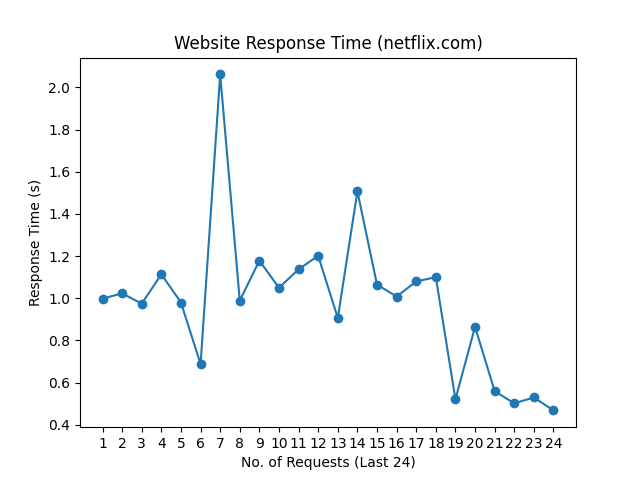 Website Response Time (netflix.com)
Response Time (s)
2.0
1.8
1.6
1.4
1.2
1.0
0.8
0.6
0.4
1 2 3 4 5 6 7 8 9 10 11 12 13 14 15 16 17 18 19 20 21 22 23 24
No. of Requests (Last 24)